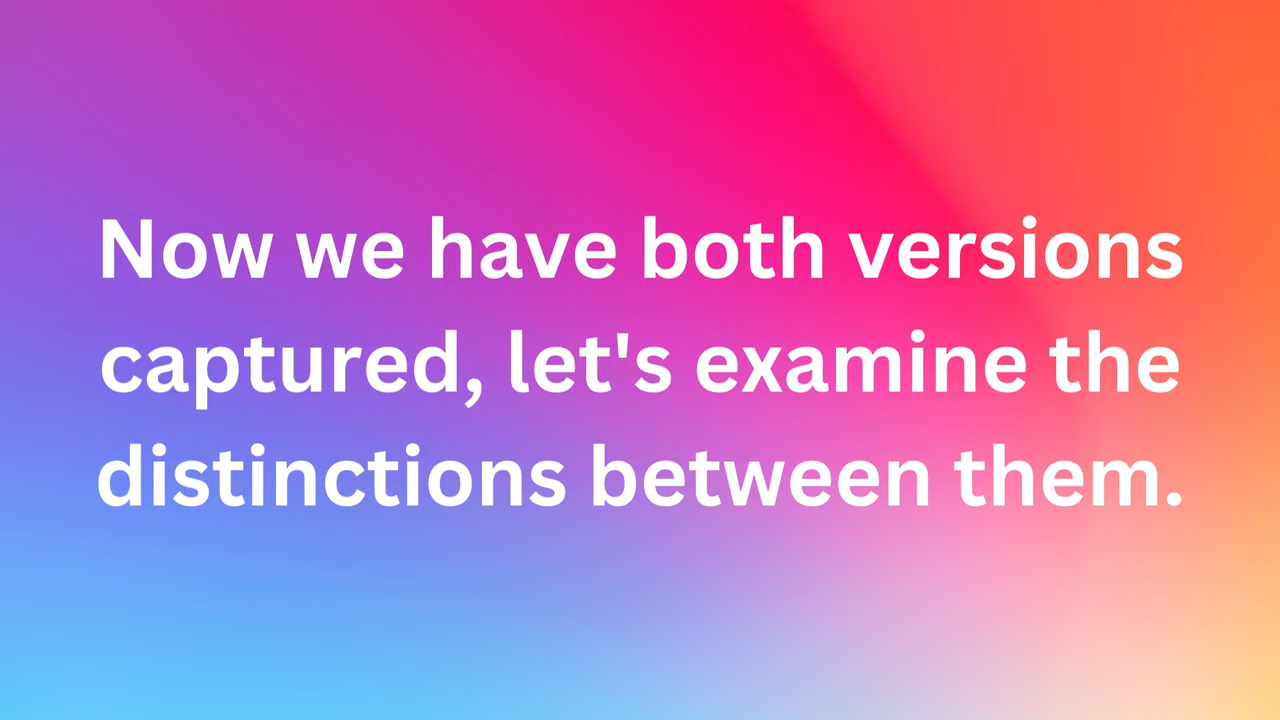 Now we have both versions
captured, let's examine the
distinctions between them.